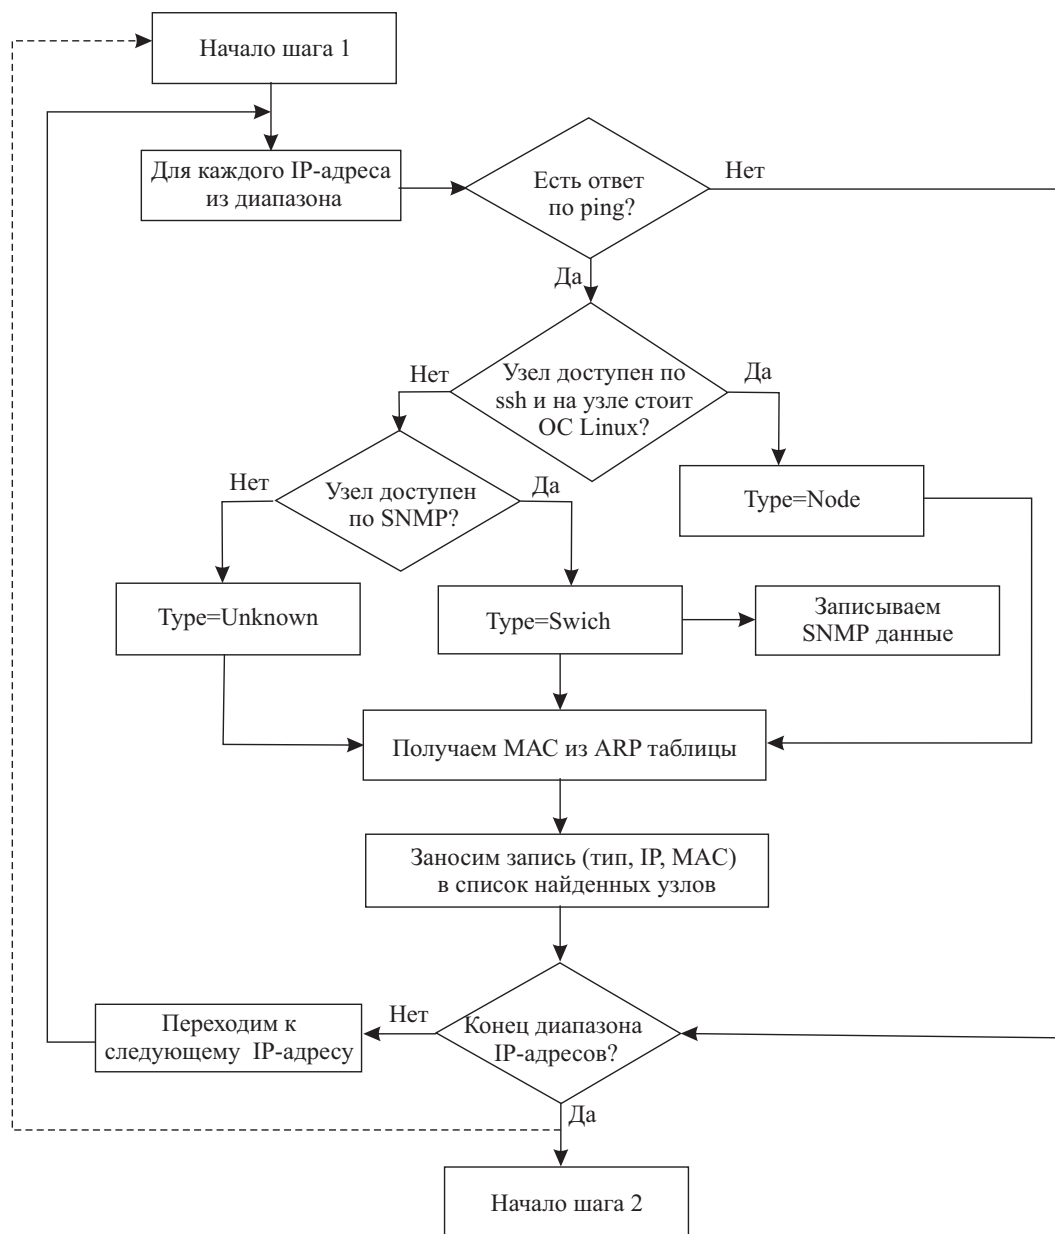 Начало шага 1
Для каждого IP-адреса
из диапазона
Есть ответ
по ping?
Нет
Да
Узел доступен по
ssh и на узле стоит
ОС Linux?
Нет
Да
Узел доступен
по SNMP?
Нет
Да
Type=Node
Type=Unknown
Type=Swich
Записываем
SNMP данные
Получаем MAC из ARP таблицы
Заносим запись (тип, IP, MAC)
в список найденных узлов
Конец диапазона
IP-адресов?
Нет
Переходим к
следующему IP-адресу
Да
Начало шага 2